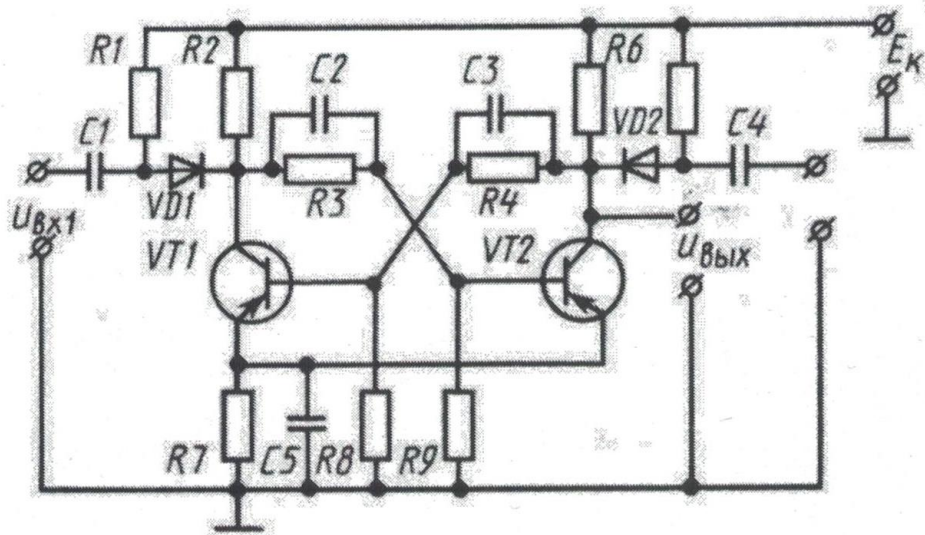 R1 R2 R6 Eк
C2 C3
C1 VD2 C4
VD1 R3 R4
uвх1
VT1 VT2 uвых
R7 C5 R8 R9